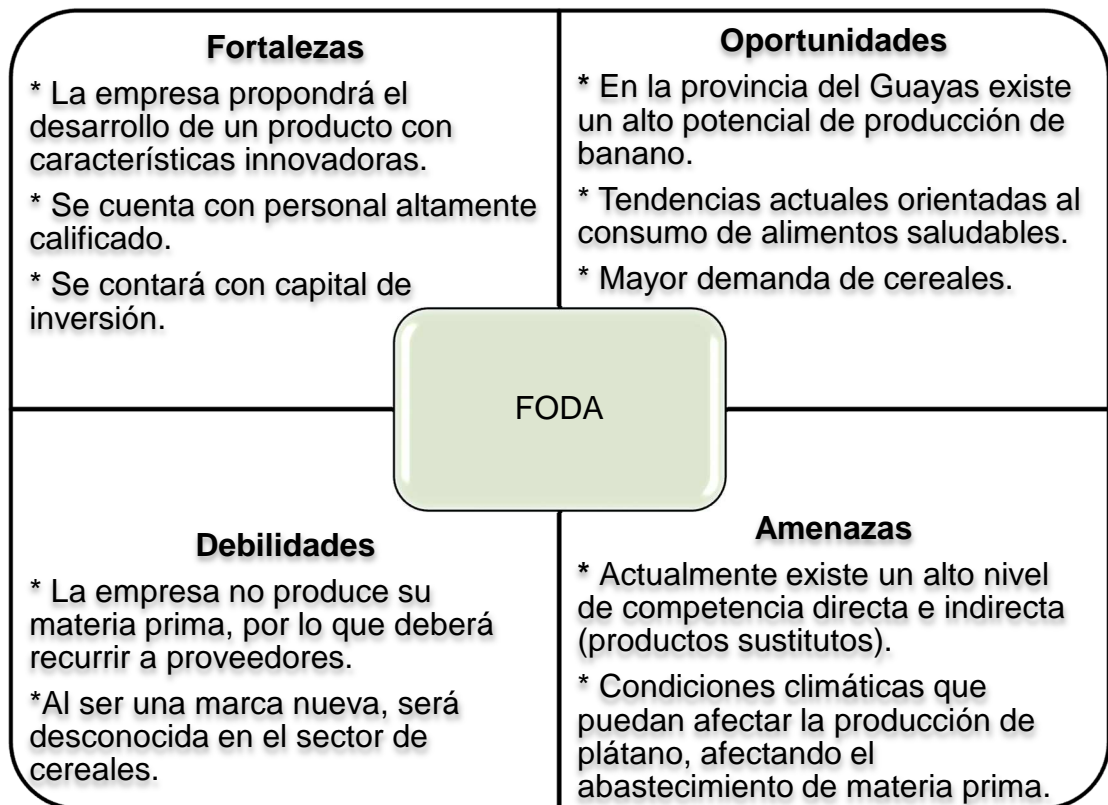 Fortalezas
* La empresa propondrá el
desarrollo de un producto con
características innovadoras.
* Se cuenta con personal altamente
calificado.
* Se contará con capital de
inversión.
Oportunidades
* En la provincia del Guayas existe
un alto potencial de producción de
banano.
* Tendencias actuales orientadas al
consumo de alimentos saludables.
* Mayor demanda de cereales.
FODA
Debilidades
* La empresa no produce su
materia prima, por lo que deberá
recurrir a proveedores.
*Al ser una marca nueva, será
desconocida en el sector de
cereales.
Amenazas
* Actualmente existe un alto nivel
de competencia directa e indirecta
(productos sustitutos).
* Condiciones climáticas que
puedan afectar la producción de
plátano, afectando el
abastecimiento de materia prima.